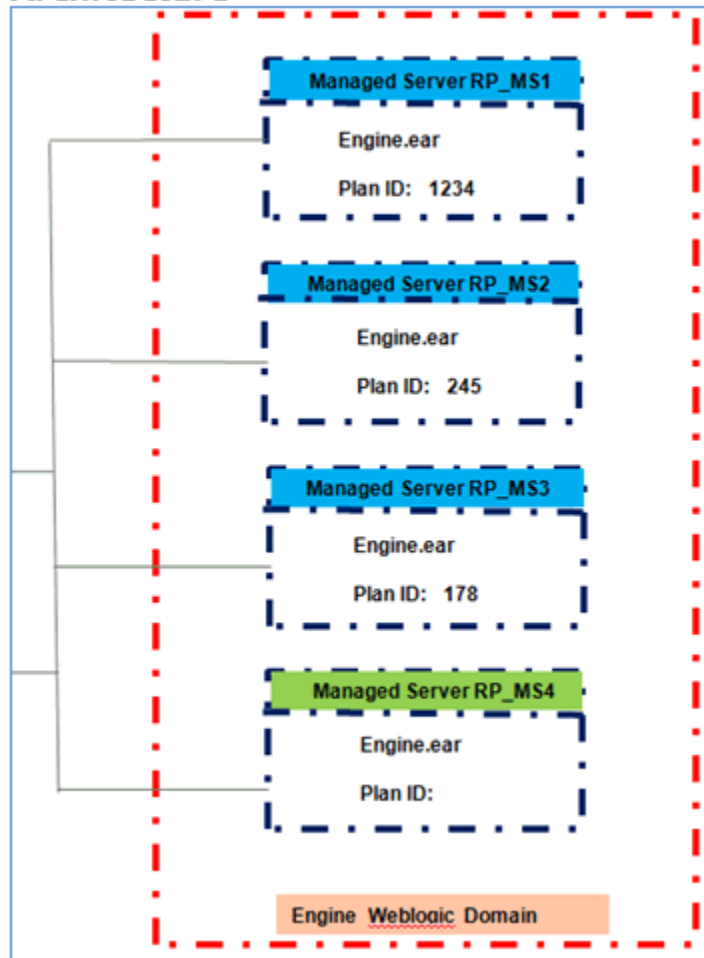 Managed Server RP_MS1
Engine.ear
Plan ID: 1234
Managed Server RP_MS2
Engine.ear
Plan ID: 245
Managed Server RP_MS3
Engine.ear
Plan ID: 178
Managed Server RP_MS4
Engine.ear
Plan ID:
Engine Weblogic Domain